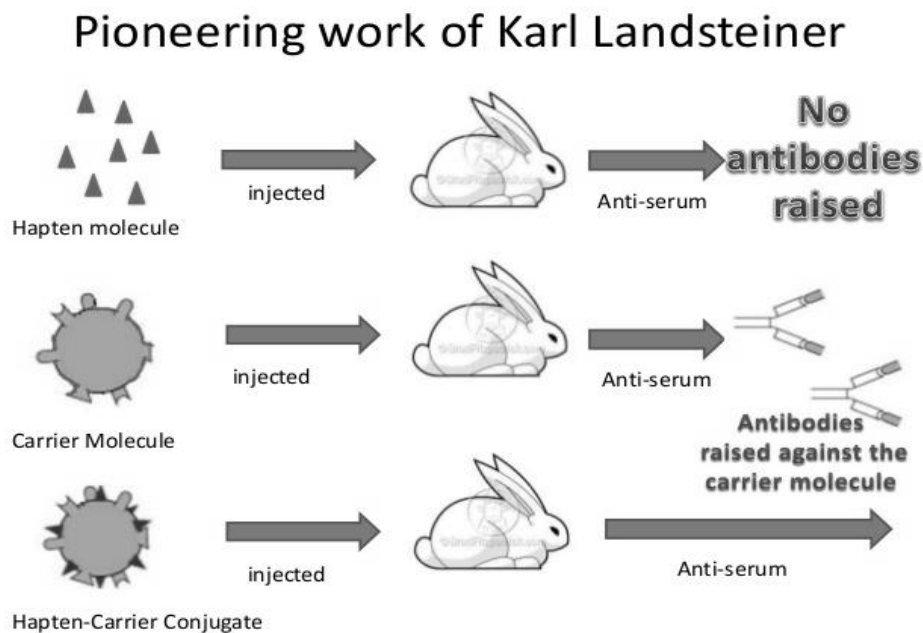 Pioneering work of Karl Landsteiner
Hapten molecule
injected
Anti-serum
No
antibodies
raised
Carrier Molecule
injected
Anti-serum
Antibodies
raised against the
carrier molecule
Hapten-Carrier Conjugate
injected
Anti-serum